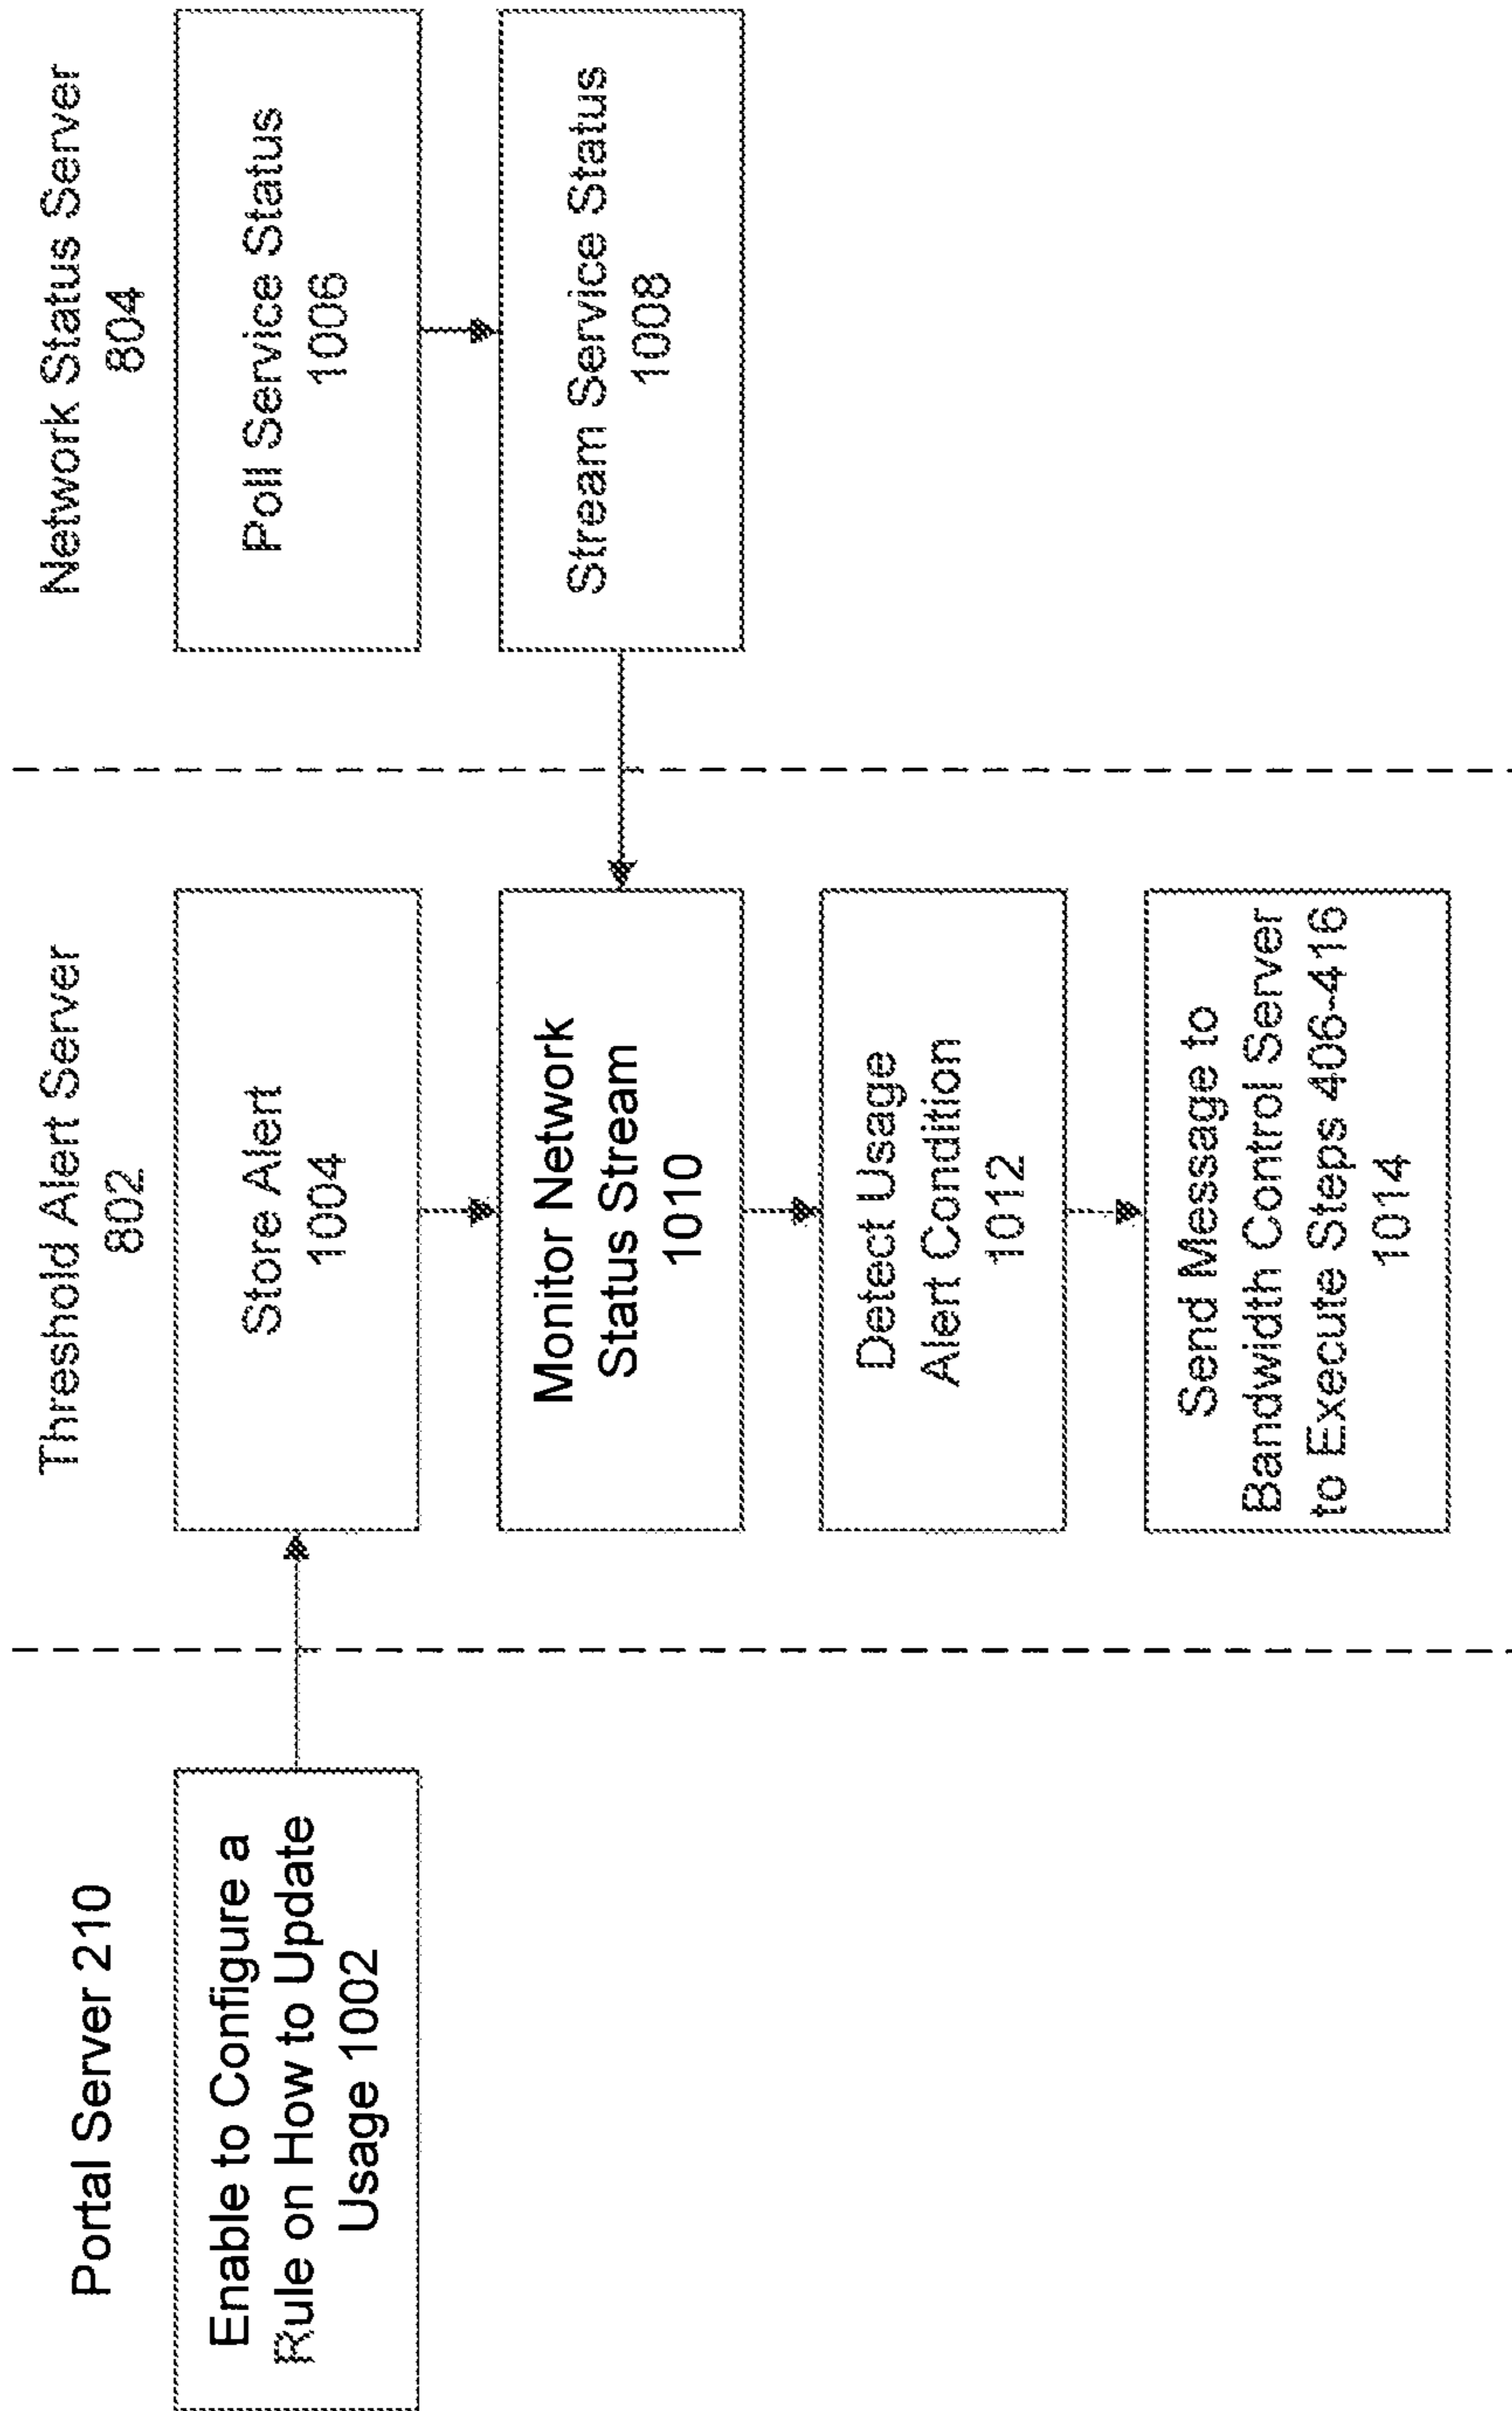 Portal Server 210
Enable to Configure a
Rule on How to Update
Usage 1002
Threshold Alert Server
802
Store Alert
1004
Monitor Network
Status Stream
1010
Detect Usage
Alert Condition
1012
Send Message to
Bandwidth Control Server
to Execute Steps 406-416
1014
Network Status Server
804
Poll Service Status
1006
Stream Service Status
1008